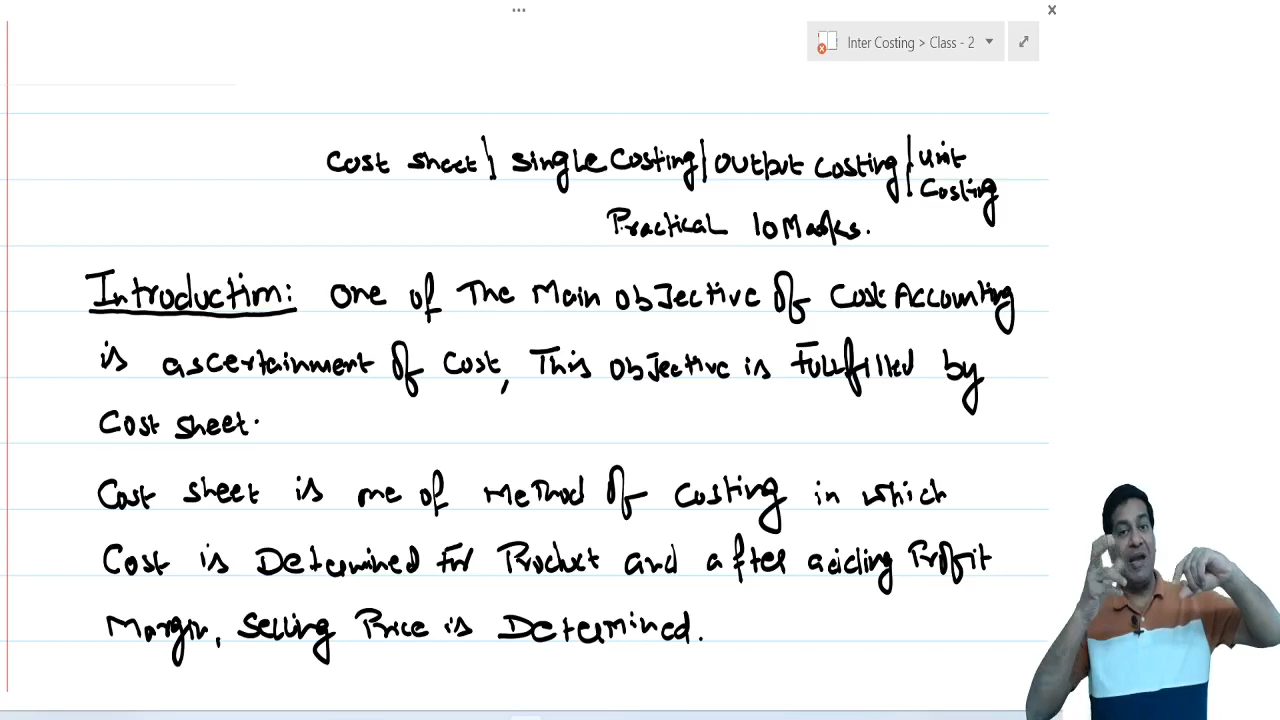 Inter Costing > Class - 2
Cost sheet | single Costing | output Costing | unit Costing
Practical 10 Marks.
Introduction: one of The Main objective of Cost Accounting
is ascertainment of Cost, This objective is Fullfilled by
Cost sheet.
Cost sheet is one of Method of Costing in which
Cost is Determined For Product and after adding Profit
Margin, Selling Price is Determined.